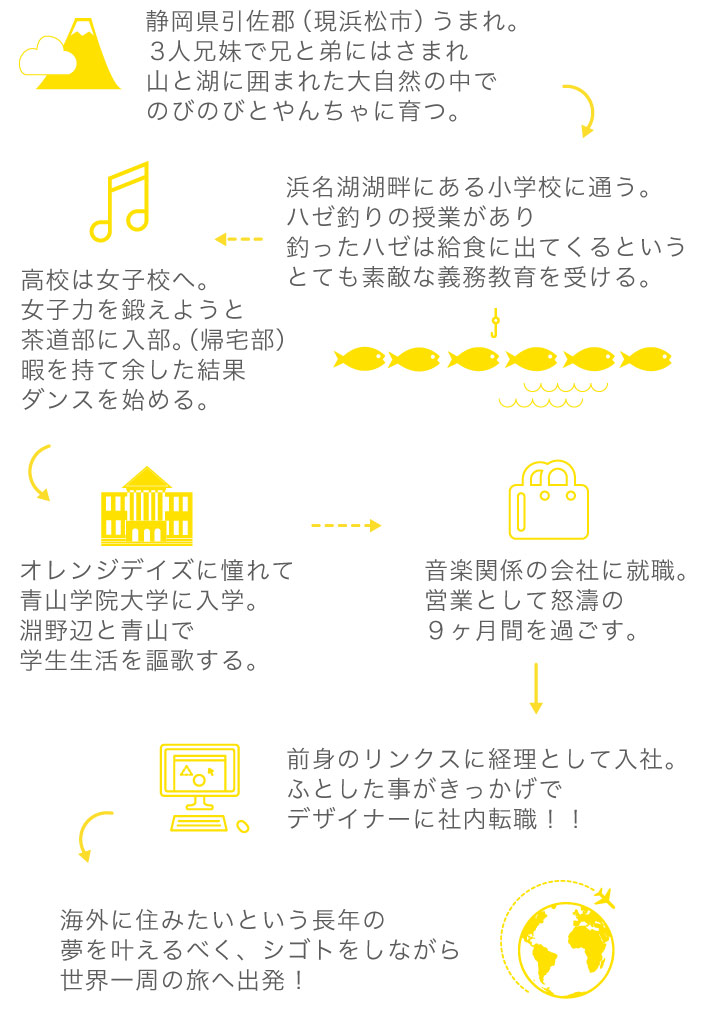 静岡県引佐郡（現浜松市）うまれ。
３人兄妹で兄と弟にはさまれ
山と湖に囲まれた大自然の中で
のびのびとやんちゃに育つ。
浜名湖湖畔にある小学校に通う。
ハゼ釣りの授業があり
釣ったハゼは給食に出てくるという
とても素敵な義務教育を受ける。
高校は女子校へ。
女子力を鍛えようと
茶道部に入部。（帰宅部）
暇を持て余した結果
ダンスを始める。
オレンジデイズに憧れて
青山学院大学に入学。
淵野辺と青山で
学生生活を謳歌する。
音楽関係の会社に就職。
営業として怒濤の
９ヶ月間を過ごす。
前身のリンクスに経理として入社。
ふとした事がきっかげで
デザイナーに社内転職！！
海外に住みたいという長年の
夢を叶えるべく、シゴトをしながら
世界一周の旅へ出発！